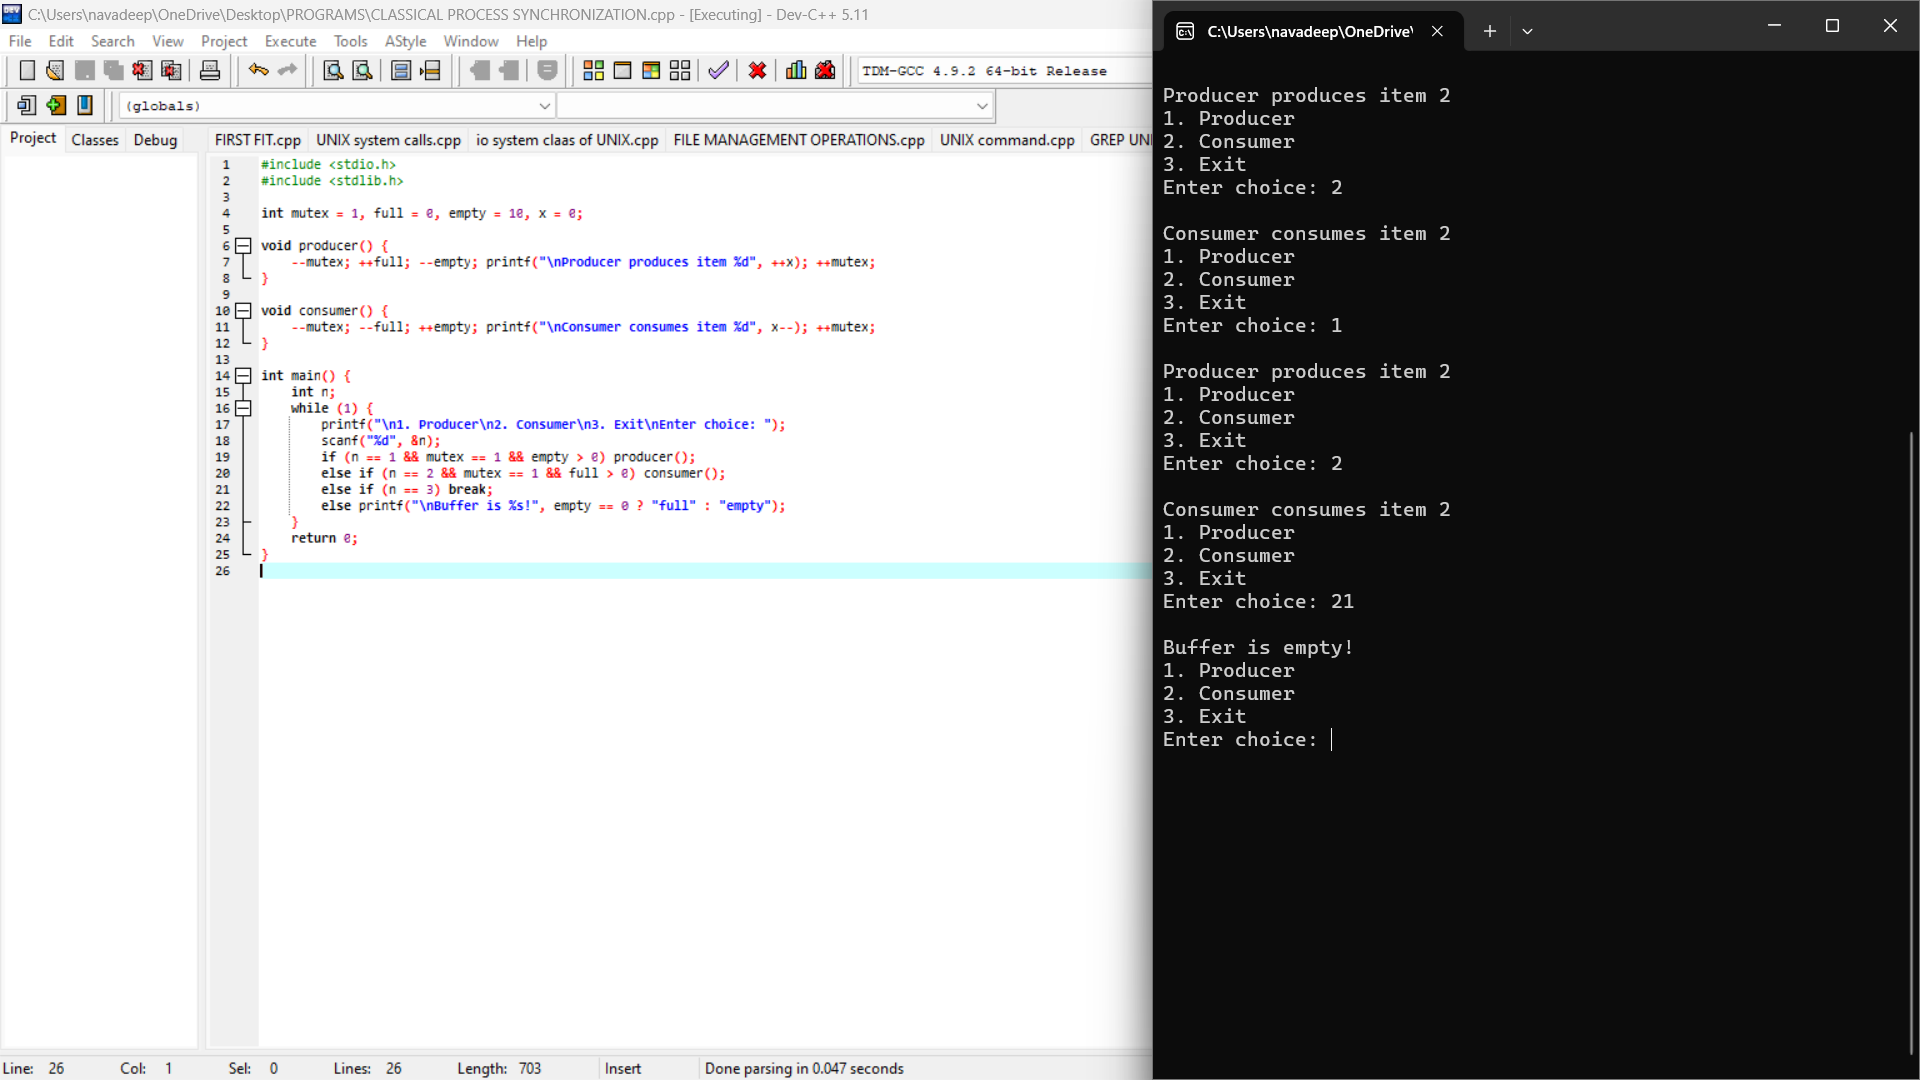 C:\Users\navadeep\OneDrive\Desktop\PROGRAMS\CLASSICAL PROCESS SYNCHRONIZATION.cpp - [Executing] - Dev-C++ 5.11
File Edit Search View Project Execute Tools AStyle Window Help
TDM-GCC 4.9.2 64-bit Release
(globals)
Project Classes Debug
FIRST FIT.cpp UNIX system calls.cpp io system claas of UNIX.cpp FILE MANAGEMENT OPERATIONS.cpp UNIX command.cpp GREP UNI
1 #include <stdio.h>
2 #include <stdlib.h>
3
4 int mutex = 1, full = 0, empty = 10, x = 0;
5
6 void producer() {
7 --mutex; ++full; --empty; printf("\nProducer produces item %d", ++x); ++mutex;
8 }
9
10 void consumer() {
11 --mutex; --full; ++empty; printf("\nConsumer consumes item %d", x--); ++mutex;
12 }
13
14 int main() {
15 int n;
16 while (1) {
17 printf("\n1. Producer\n2. Consumer\n3. Exit\nEnter choice: ");
18 scanf("%d", &n);
19 if (n == 1 && mutex == 1 && empty > 0) producer();
20 else if (n == 2 && mutex == 1 && full > 0) consumer();
21 else if (n == 3) break;
22 else printf("\nBuffer is %s!", empty == 0 ? "full" : "empty");
23 }
24 return 0;
25 }
26
Line: 26 Col: 1 Sel: 0 Lines: 26 Length: 703 Insert Done parsing in 0.047 seconds
C:\Users\navadeep\OneDrive\
Producer produces item 2
1. Producer
2. Consumer
3. Exit
Enter choice: 2
Consumer consumes item 2
1. Producer
2. Consumer
3. Exit
Enter choice: 1
Producer produces item 2
1. Producer
2. Consumer
3. Exit
Enter choice: 2
Consumer consumes item 2
1. Producer
2. Consumer
3. Exit
Enter choice: 21
Buffer is empty!
1. Producer
2. Consumer
3. Exit
Enter choice: